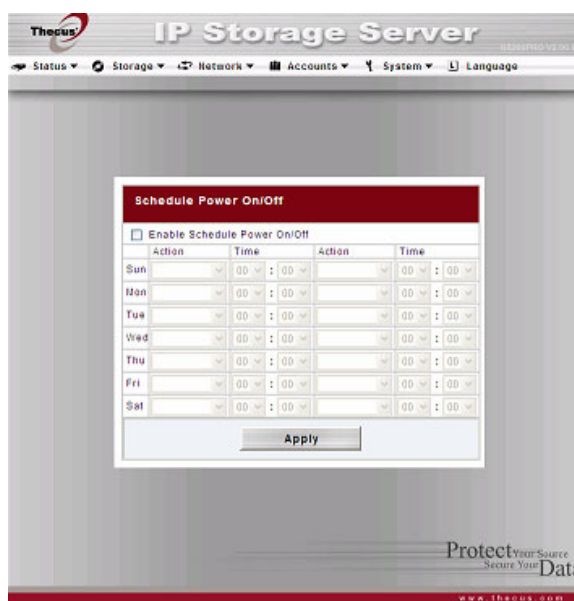 Thecus
IP Storage Server
Status Storage Network Accounts System Language
Schedule Power On/Off
Enable Schedule Power On/Off
Action Time Action Time
Sun 00 : 00 00 : 00
Mon 00 : 00 00 : 00
Tue 00 : 00 00 : 00
Wed 00 : 00 00 : 00
Thu 00 : 00 00 : 00
Fri 00 : 00 00 : 00
Sat 00 : 00 00 : 00
Apply
Protect Your Source
Secure Your Data
www.thecus.com